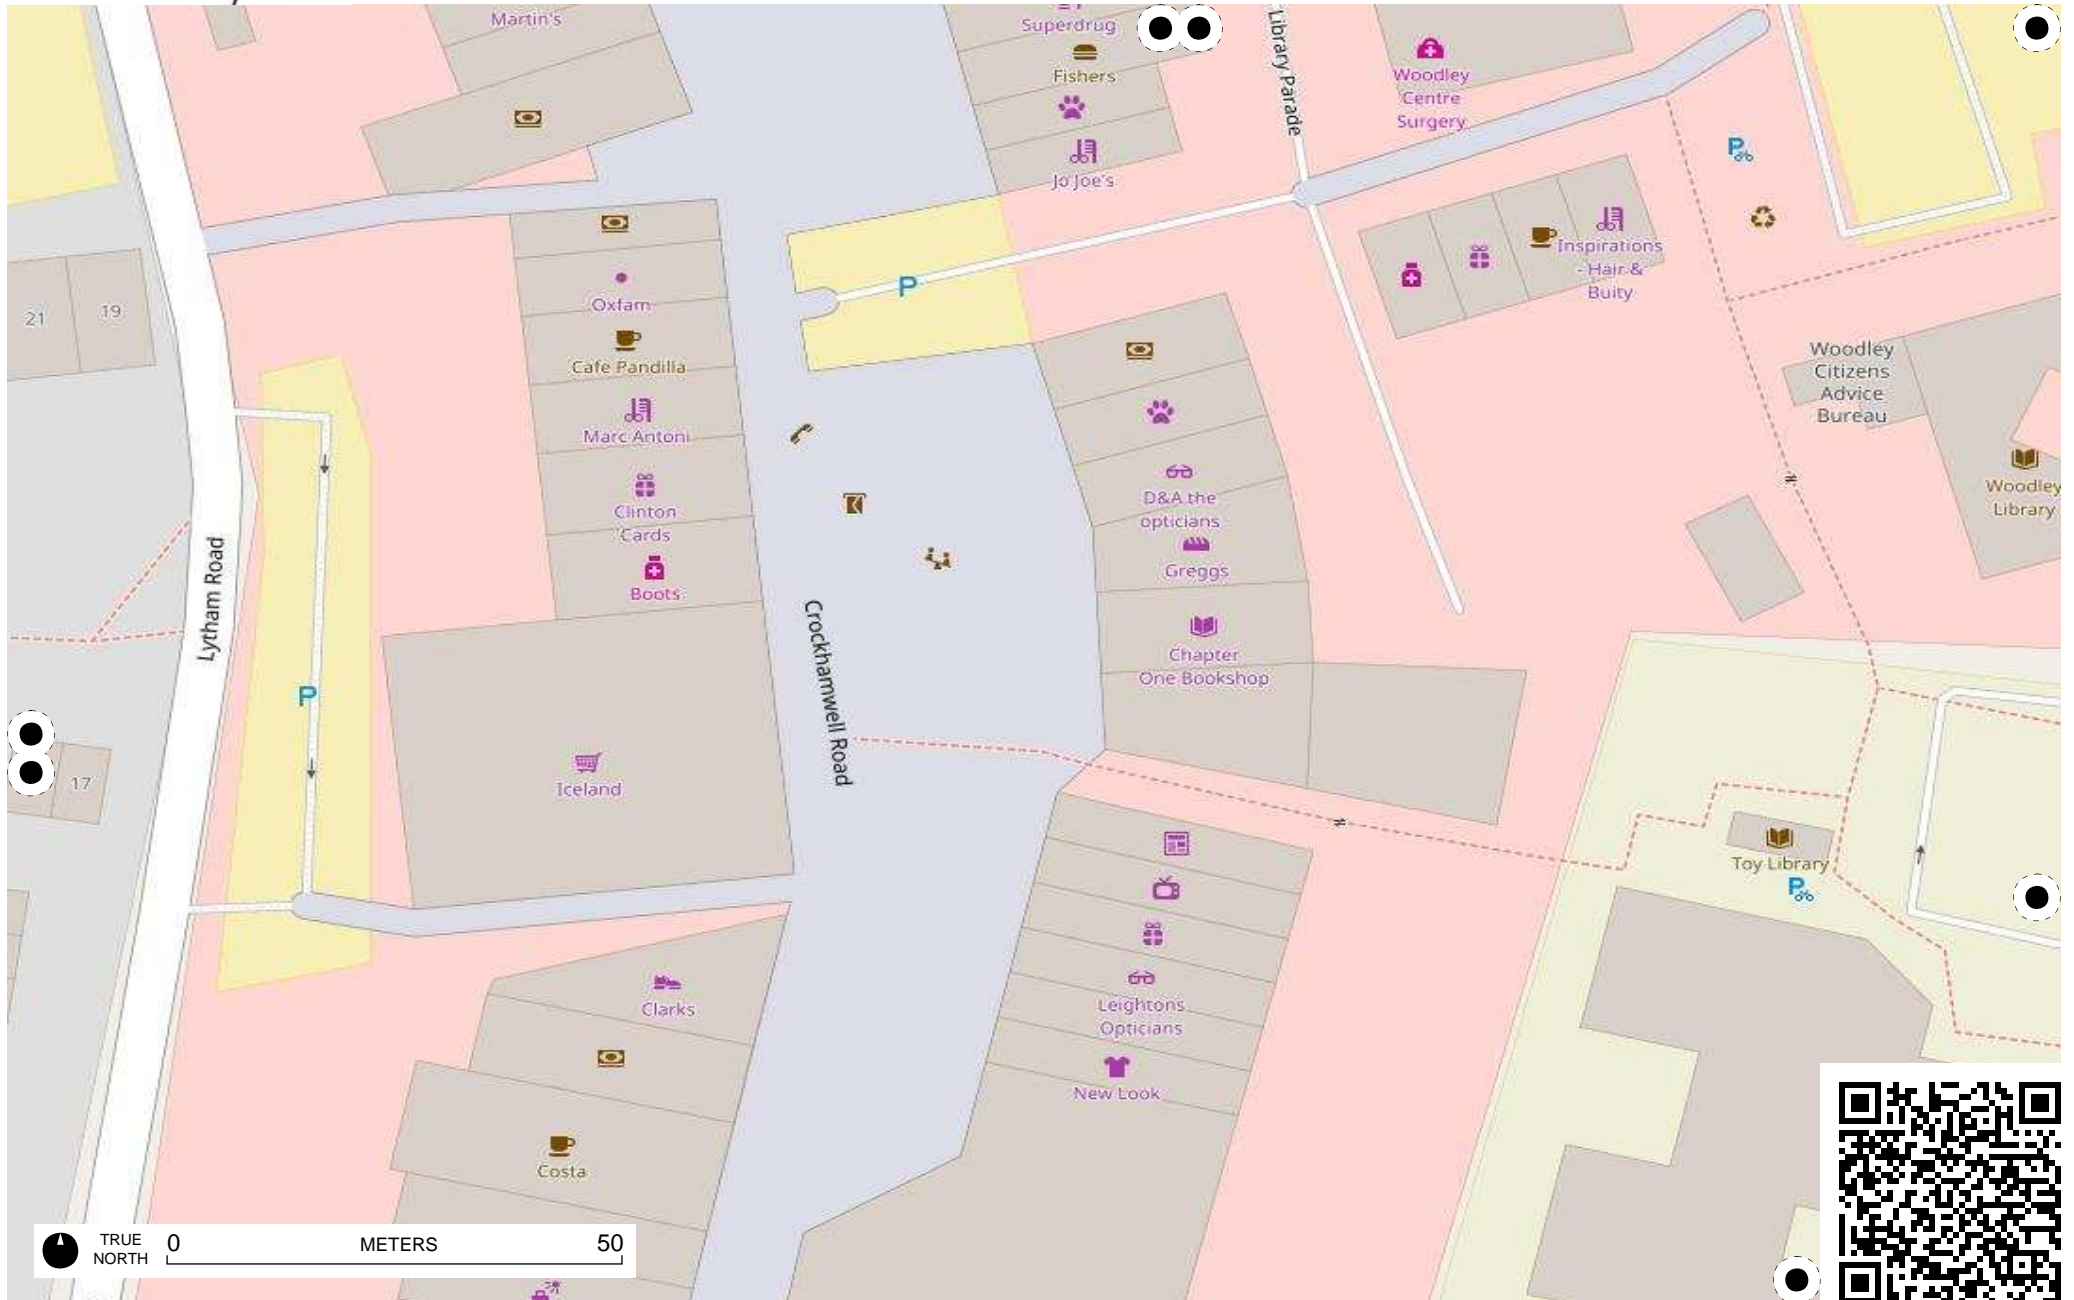 Martin's
Superdrug
Fishers
Jo Joe's
Library Parade
Woodley
Centre
Surgery
P
P
Oxfam
Cafe Pandilla
Marc Antoni
Clinton
Cards
Boots
Inspirations
- Hair &
Buity
21
19
Woodley
Citizens
Advice
Bureau
Woodley
Library
D&A the
opticians
Greggs
Chapter
One Bookshop
Lytham Road
Crockhamwell Road
P
17
Iceland
Toy Library
P
Clarks
Leightons
Opticians
New Look
Costa
TRUE
NORTH
0
METERS
50